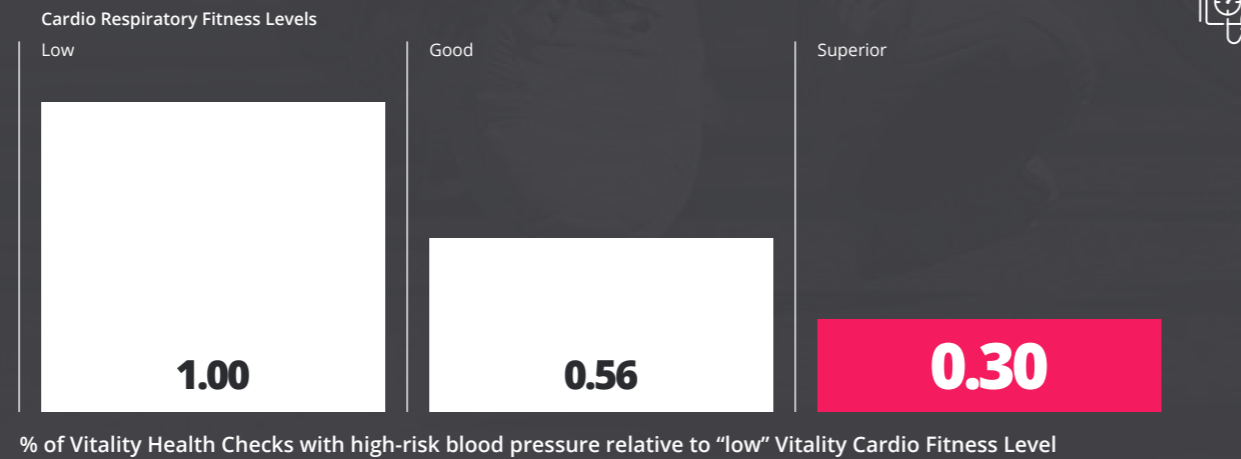 Cardio Respiratory Fitness Levels
Low
Good
Superior
1.00
0.56
0.30
% of Vitality Health Checks with high-risk blood pressure relative to “low” Vitality Cardio Fitness Level